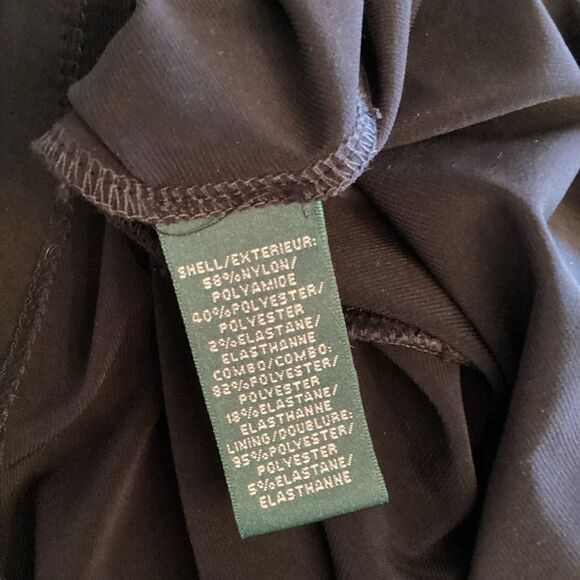 SHELL/EXTERIEUR:
58%NYLON/
POLYAMIDE
40%POLYESTER/
POLYESTER
2%ELASTANE/
ELASTHANNE
COMBO/COMBO:
82%POLYESTER/
POLYESTER
18%ELASTANE/
ELASTHANNE
LINING/DOUBLURE:
95%POLYESTER/
POLYESTER
5%ELASTANE/
ELASTHANNE